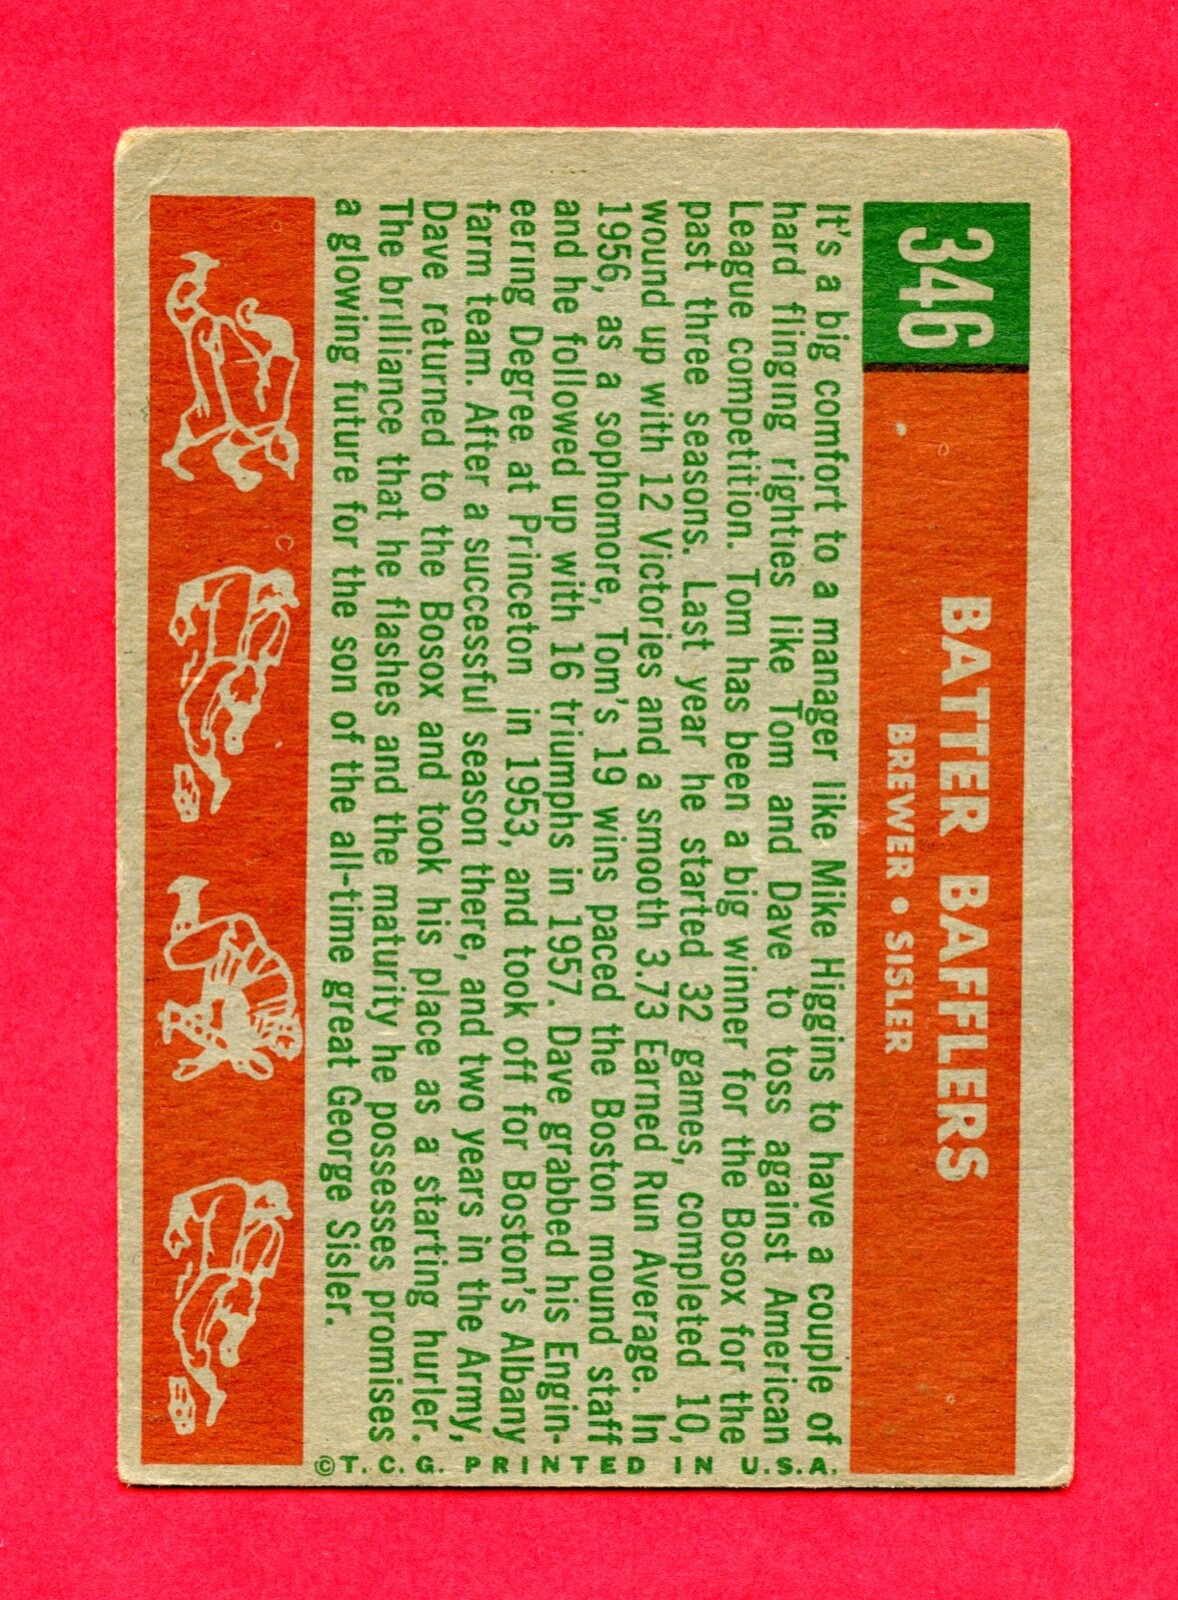 346
BATTER BAFFLERS
BREWER • SISLER
It's a big comfort to a manager like Mike Higgins to have a couple of
hard flinging righties like Tom and Dave to toss against American
League competition. Tom has been a big winner for the Bosox for the
past three seasons. Last year he started 32 games, completed 10,
wound up with 12 Victories and a smooth 3.73 Earned Run Average. In
1956, as a sophomore, Tom's 19 wins paced the Boston mound staff
and he followed up with 16 triumphs in 1957. Dave grabbed his Engin-
eering Degree at Princeton in 1953, and took off for Boston's Albany
farm team. After a successful season there, and two years in the Army,
Dave returned to the Bosox and took his place as a starting hurler.
The brilliance that he flashes and the maturity he possesses promises
a glowing future for the son of the all-time great George Sisler.
©T.C.G. PRINTED IN U.S.A.